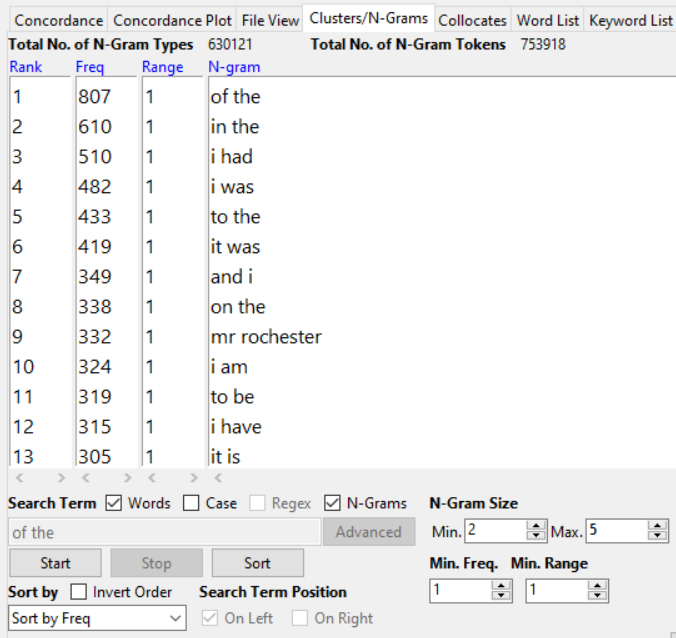 Concordance Concordance Plot File View Clusters/N-Grams Collocates Word List Keyword List
Total No. of N-Gram Types 630121 Total No. of N-Gram Tokens 753918
Rank Freq Range N-gram
1 807 1 of the
2 610 1 in the
3 510 1 i had
4 482 1 i was
5 433 1 to the
6 419 1 it was
7 349 1 and i
8 338 1 on the
9 332 1 mr rochester
10 324 1 i am
11 319 1 to be
12 315 1 i have
13 305 1 it is
Search Term Words Case Regex N-Grams N-Gram Size
of the Advanced Min. 2 Max. 5
Start Stop Sort Min. Freq. Min. Range
Sort by Invert Order Search Term Position 1 1
Sort by Freq On Left On Right